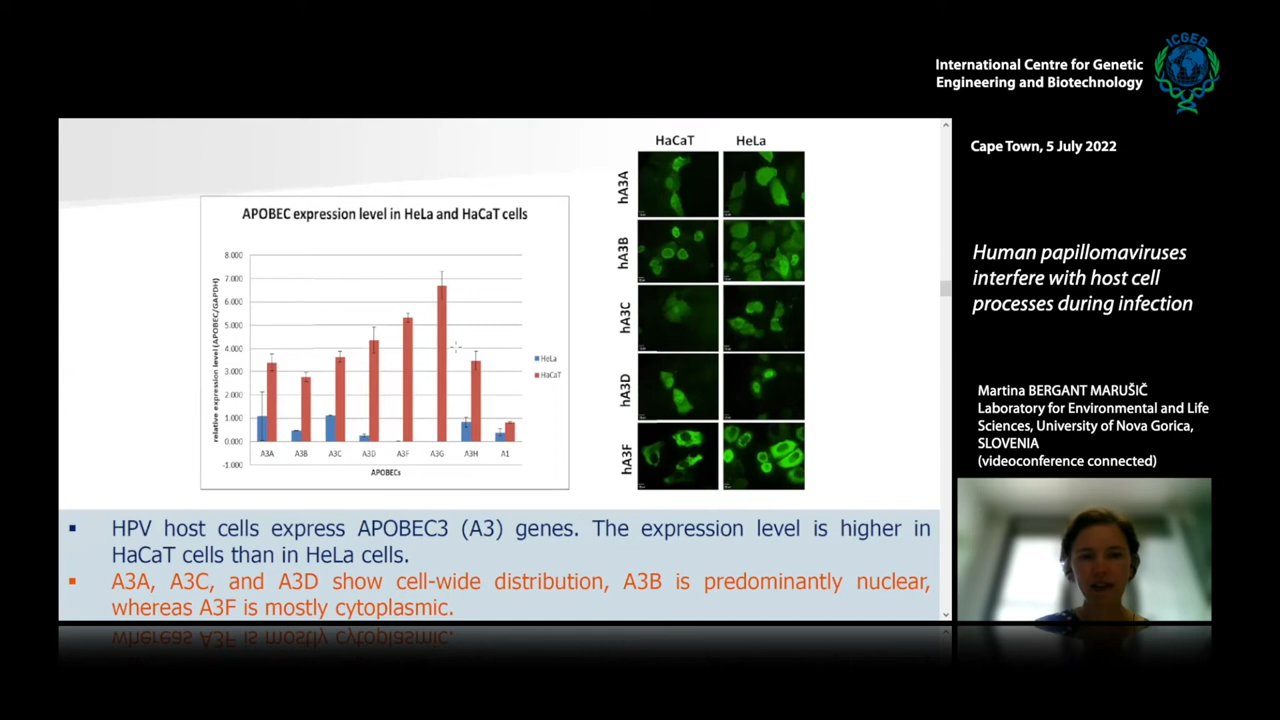 ICGEB
International Centre for Genetic
Engineering and Biotechnology
Cape Town, 5 July 2022
Human papillomaviruses
interfere with host cell
processes during infection
Martina BERGANT MARUŠIČ
Laboratory for Environmental and Life
Sciences, University of Nova Gorica,
SLOVENIA
(videoconference connected)
APOBEC expression level in HeLa and HaCaT cells
relative expression level (APOBEC/GAPDH)
8.000
7.000
6.000
5.000
4.000
3.000
2.000
1.000
0.000
-1.000
A3A A3B A3C A3D A3F A3G A3H A1
APOBECs
HeLa
HaCaT
HaCaT HeLa
hA3A
hA3B
hA3C
hA3D
hA3F
HPV host cells express APOBEC3 (A3) genes. The expression level is higher in
HaCaT cells than in HeLa cells.
A3A, A3C, and A3D show cell-wide distribution, A3B is predominantly nuclear,
whereas A3F is mostly cytoplasmic.
whereas A3F is mostly cytoplasmic.